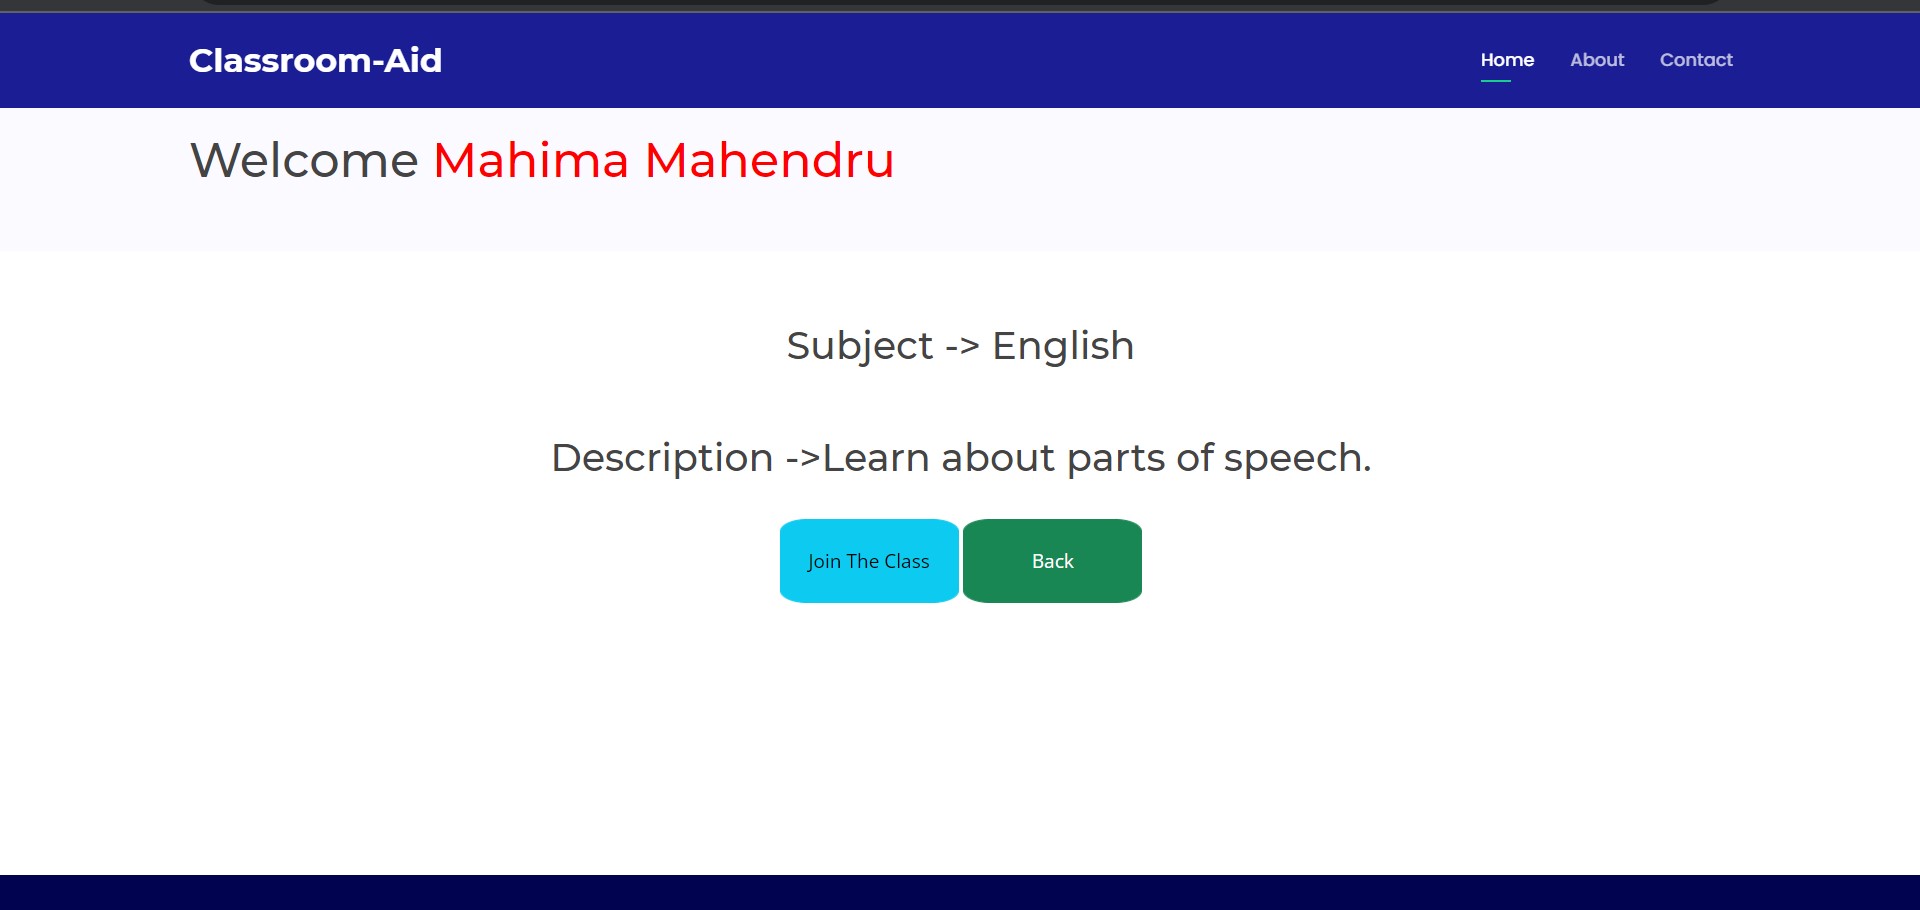 Classroom-Aid
Home About Contact
Welcome Mahima Mahendru
Subject -> English
Description ->Learn about parts of speech.
Join The Class
Back